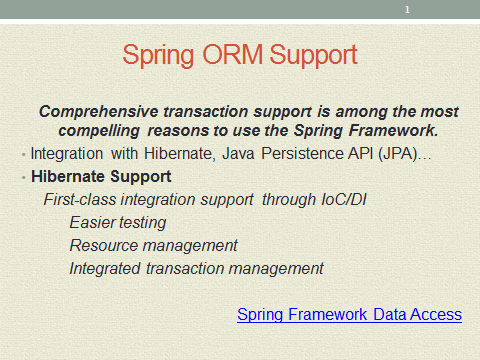 1
Spring ORM Support
Comprehensive transaction support is among the most
compelling reasons to use the Spring Framework.
• Integration with Hibernate, Java Persistence API (JPA)…
• Hibernate Support
First-class integration support through IoC/DI
Easier testing
Resource management
Integrated transaction management
Spring Framework Data Access